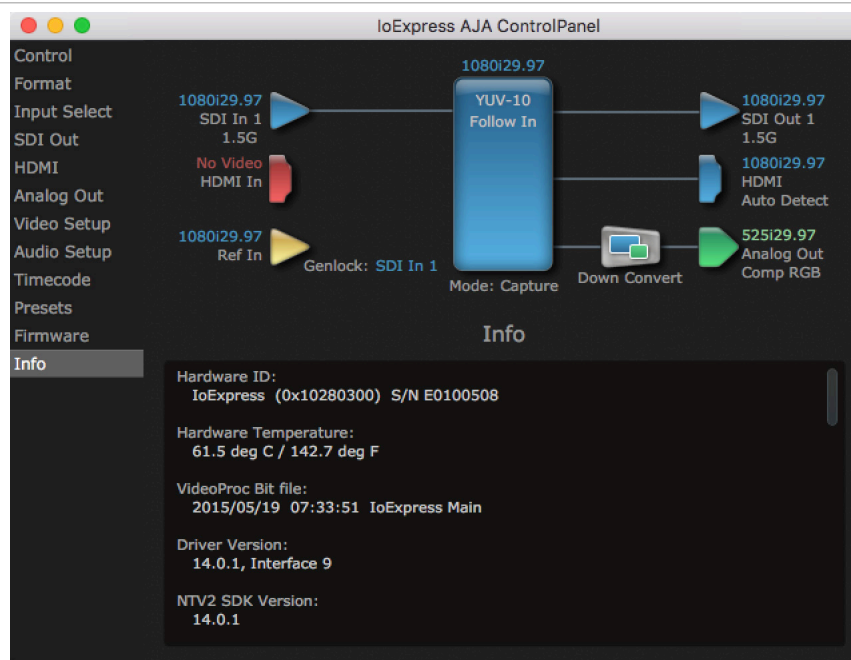 IoExpress AJA ControlPanel
Control
Format
Input Select
SDI Out
HDMI
Analog Out
Video Setup
Audio Setup
Timecode
Presets
Firmware
Info
1080i29.97
SDI In 1
1.5G
No Video
HDMI In
1080i29.97
Ref In
Genlock: SDI In 1
1080i29.97
YUV-10
Follow In
Mode: Capture
Down Convert
1080i29.97
SDI Out 1
1.5G
1080i29.97
HDMI
Auto Detect
525i29.97
Analog Out
Comp RGB
Info
Hardware ID:
IoExpress (0x10280300) S/N E0100508
Hardware Temperature:
61.5 deg C / 142.7 deg F
VideoProc Bit file:
2015/05/19 07:33:51 IoExpress Main
Driver Version:
14.0.1, Interface 9
NTV2 SDK Version:
14.0.1